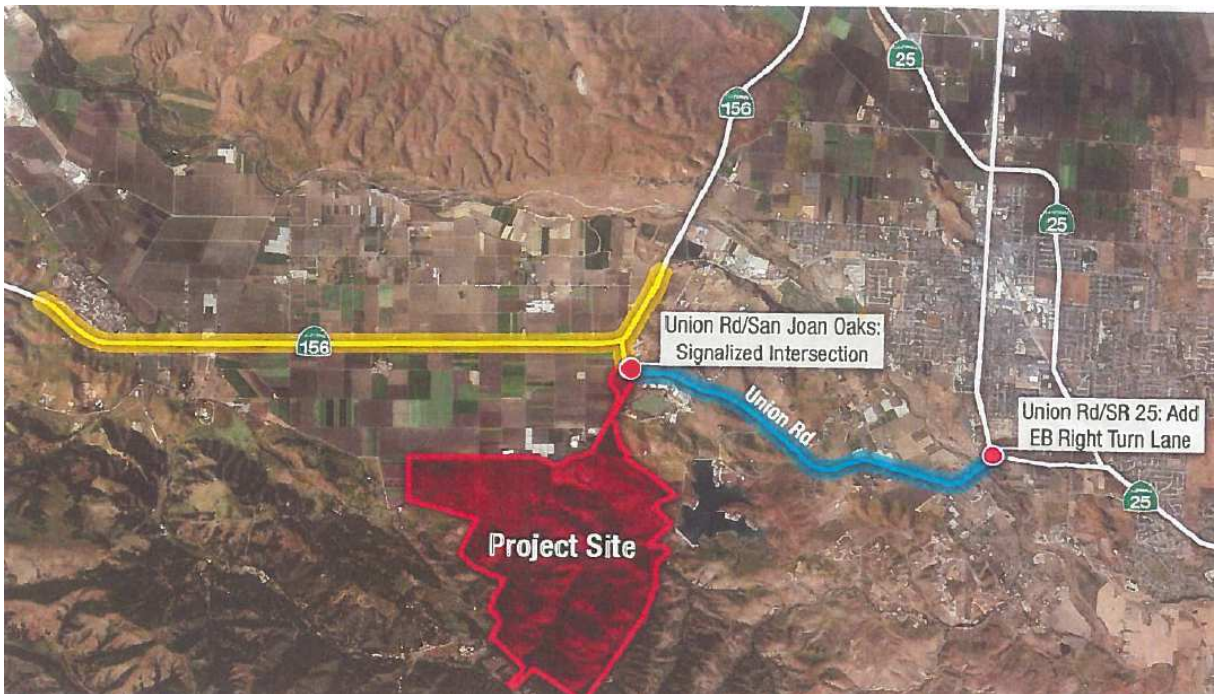 25
156
25
156
Union Rd/San Joan Oaks:
Signalized Intersection
Union Rd
Union Rd/SR 25: Add
EB Right Turn Lane
25
Project Site